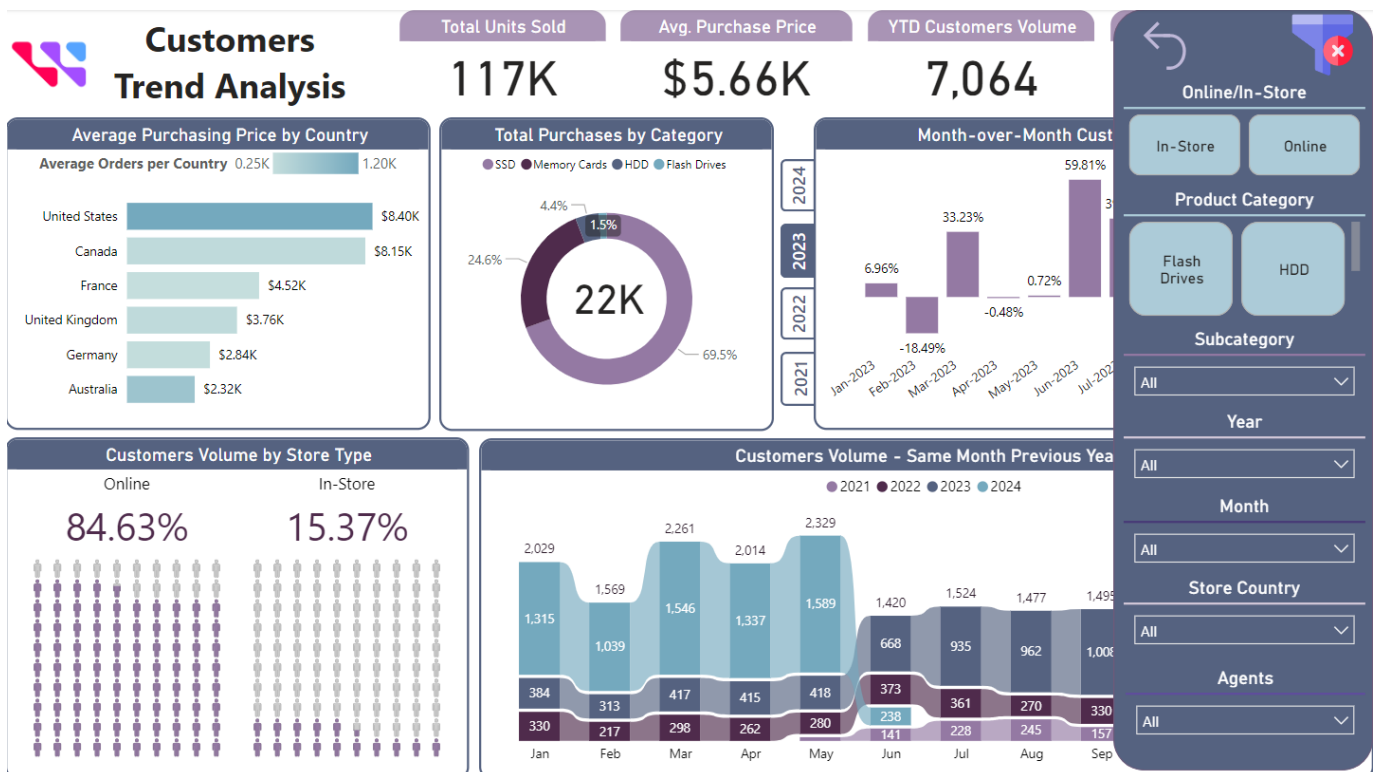 Customers
Trend Analysis
Total Units Sold
117K
Avg. Purchase Price
$5.66K
YTD Customers Volume
7,064
Average Purchasing Price by Country
Average Orders per Country 0.25K 1.20K
United States $8.40K
Canada $8.15K
France $4.52K
United Kingdom $3.76K
Germany $2.84K
Australia $2.32K
Total Purchases by Category
SSD Memory Cards HDD Flash Drives
4.4%
1.5%
24.6%
22K
69.5%
2024
2023
2022
2021
Month-over-Month Cust
59.81%
33.23%
6.96%
0.72%
-0.48%
-18.49%
Jan-2023 Feb-2023 Mar-2023 Apr-2023 May-2023 Jun-2023 Jul-202
Customers Volume by Store Type
Online In-Store
84.63% 15.37%
Customers Volume - Same Month Previous Yea
2021 2022 2023 2024
2,029 1,569 2,261 2,014 2,329 1,420 1,524 1,477 1,495
1,315 1,039 1,546 1,337 1,589 668 935 962 1,008
384 313 417 415 418 373 361 270 330
330 217 298 262 280 238
141 228 245 157
Jan Feb Mar Apr May Jun Jul Aug Sep
Online/In-Store
In-Store Online
Product Category
Flash
Drives
HDD
Subcategory
All
Year
All
Month
All
Store Country
All
Agents
All